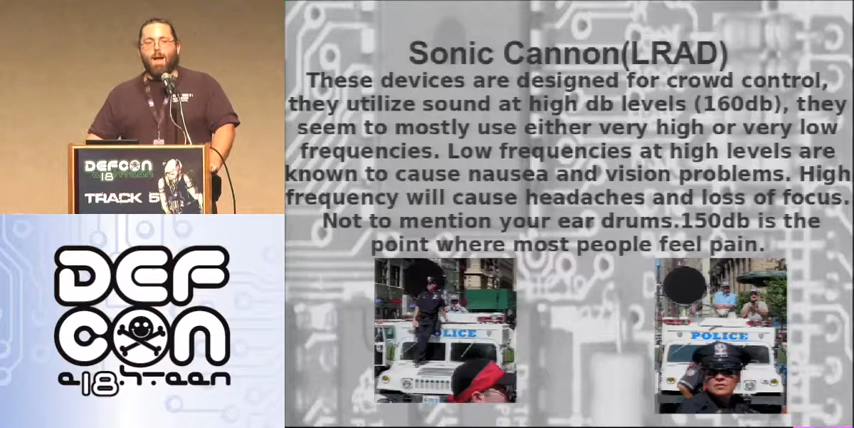 DEFCON
18
TRACK 5
DEF
CON
e18hteen
Sonic Cannon(LRAD)
These devices are designed for crowd control,
they utilize sound at high db levels (160db), they
seem to mostly use either very high or very low
frequencies. Low frequencies at high levels are
known to cause nausea and vision problems. High
frequency will cause headaches and loss of focus.
Not to mention your ear drums.150db is the
point where most people feel pain.
POLICE
POLICE